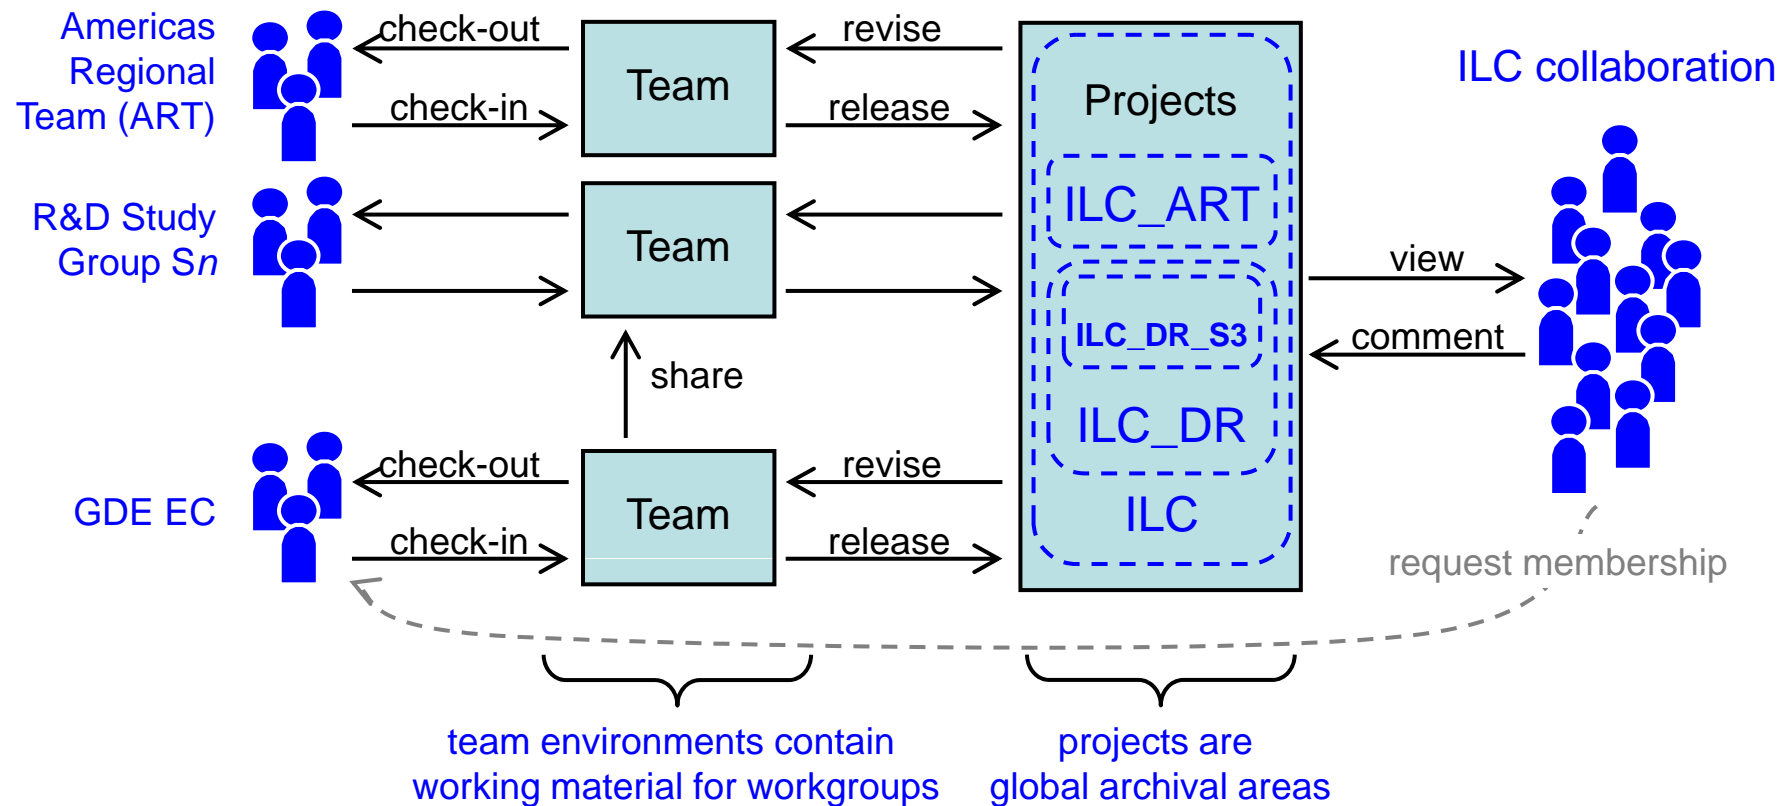 Americas
Regional
Team (ART)
check-out
check-in
Team
revise
release
R&D Study
Group Sn
Team
share
GDE EC
check-out
check-in
Team
revise
release
Projects
ILC_ART
ILC_DR_S3
ILC_DR
ILC
ILC collaboration
view
comment
request membership
team environments contain
working material for workgroups
projects are
global archival areas